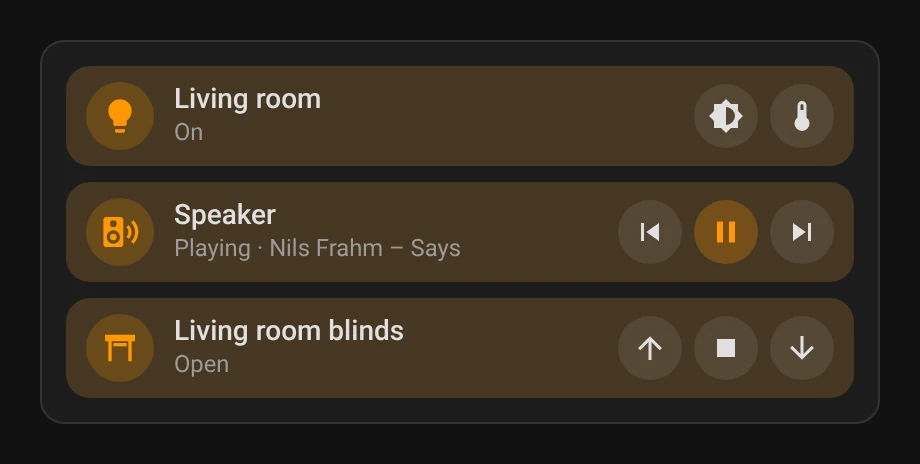 Living room
On
Speaker
Playing · Nils Frahm – Says
Living room blinds
Open